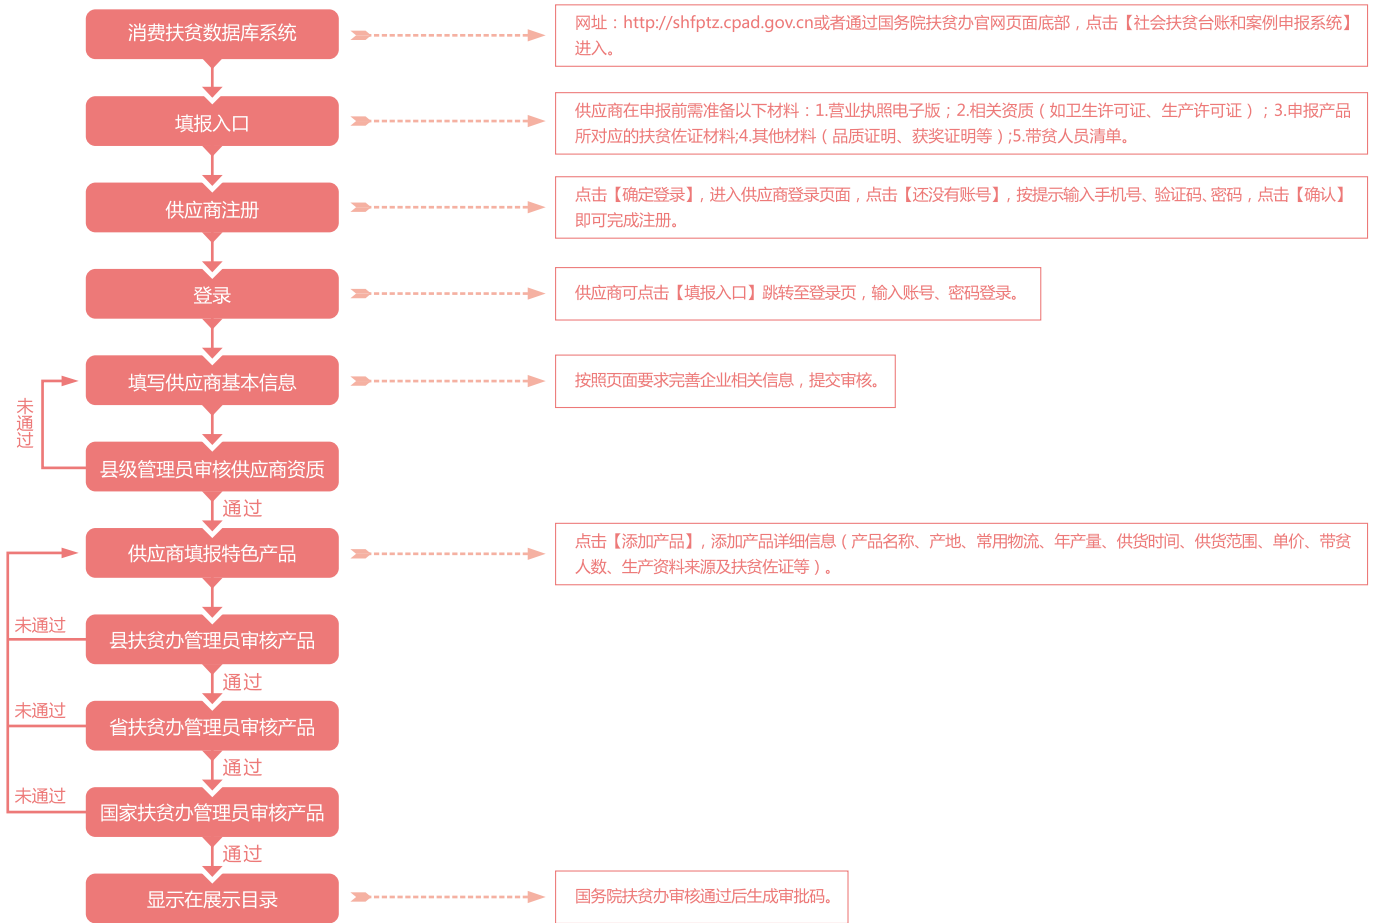 消费扶贫数据库系统
网址：http://shfptz.cpad.gov.cn或者通过国务院扶贫办官网页面底部，点击【社会扶贫台账和案例申报系统】
进入。
填报入口
供应商在申报前需准备以下材料：1.营业执照电子版；2.相关资质（如卫生许可证、生产许可证）；3.申报产品
所对应的扶贫佐证材料;4.其他材料（品质证明、获奖证明等）;5.带贫人员清单。
供应商注册
点击【确定登录】，进入供应商登录页面，点击【还没有账号】，按提示输入手机号、验证码、密码，点击【确认】
即可完成注册。
登录
供应商可点击【填报入口】跳转至登录页，输入账号、密码登录。
填写供应商基本信息
按照页面要求完善企业相关信息，提交审核。
未通过
县级管理员审核供应商资质
通过
供应商填报特色产品
点击【添加产品】，添加产品详细信息（产品名称、产地、常用物流、年产量、供货时间、供货范围、单价、带贫
人数、生产资料来源及扶贫佐证等）。
未通过
县扶贫办管理员审核产品
通过
未通过
省扶贫办管理员审核产品
通过
未通过
国家扶贫办管理员审核产品
通过
显示在展示目录
国务院扶贫办审核通过后生成审批码。